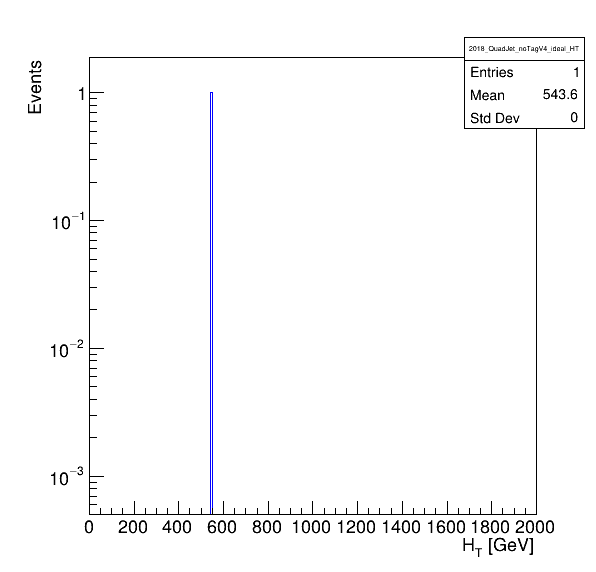 2018_QuadJet_noTagV4_ideal_HT
Entries 1
Mean 543.6
Std Dev 0
Events
1
10⁻¹
10⁻²
10⁻³
0 200 400 600 800 1000 1200 1400 1600 1800 2000
H_T [GeV]